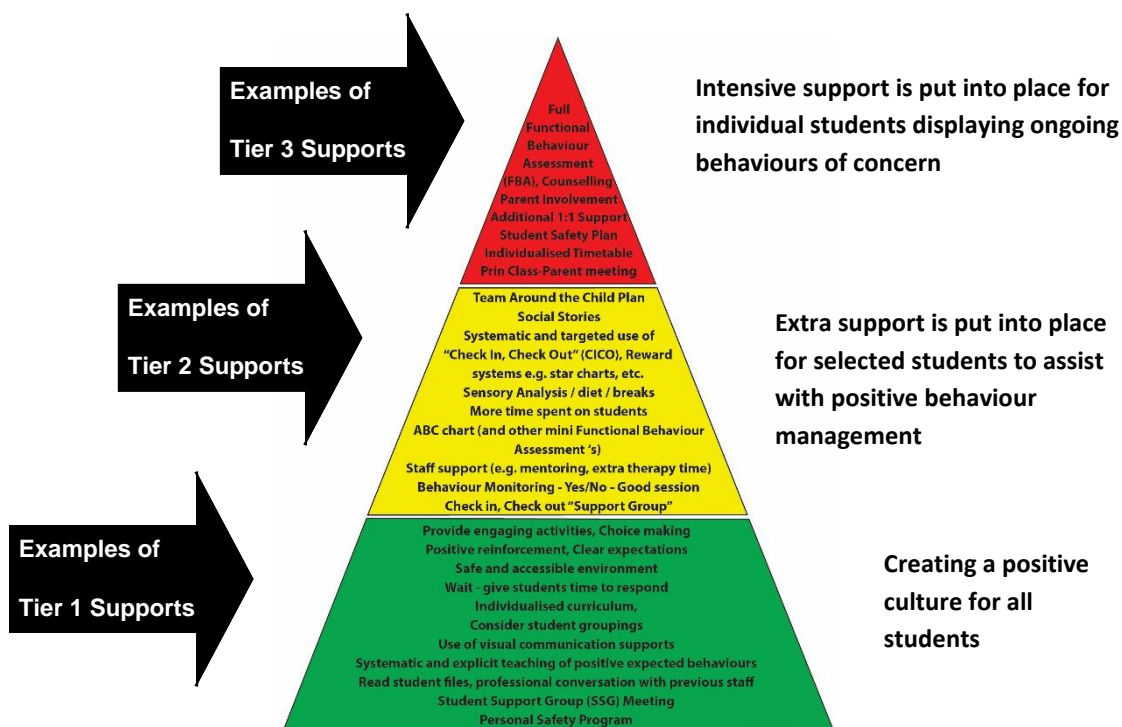 Examples of
Tier 3 Supports
Full
Functional
Behaviour
Assessment
(FBA), Counselling
Parent Involvement
Additional 1:1 Support
Student Safety Plan
Individualised Timetable
Prin Class-Parent meeting
Intensive support is put into place for
individual students displaying ongoing
behaviours of concern
Examples of
Tier 2 Supports
Team Around the Child Plan
Social Stories
Systematic and targeted use of
“Check In, Check Out” (CICO), Reward
systems e.g. star charts, etc.
Sensory Analysis / diet / breaks
More time spent on students
ABC chart (and other mini Functional Behaviour
Assessment ‘s)
Staff support (e.g. mentoring, extra therapy time)
Behaviour Monitoring - Yes/No - Good session
Check in, Check out “Support Group”
Extra support is put into place
for selected students to assist
with positive behaviour
management
Examples of
Tier 1 Supports
Provide engaging activities, Choice making
Positive reinforcement, Clear expectations
Safe and accessible environment
Wait - give students time to respond
Individualised curriculum,
Consider student groupings
Use of visual communication supports
Systematic and explicit teaching of positive expected behaviours
Read student files, professional conversation with previous staff
Student Support Group (SSG) Meeting
Personal Safety Program
Creating a positive
culture for all
students